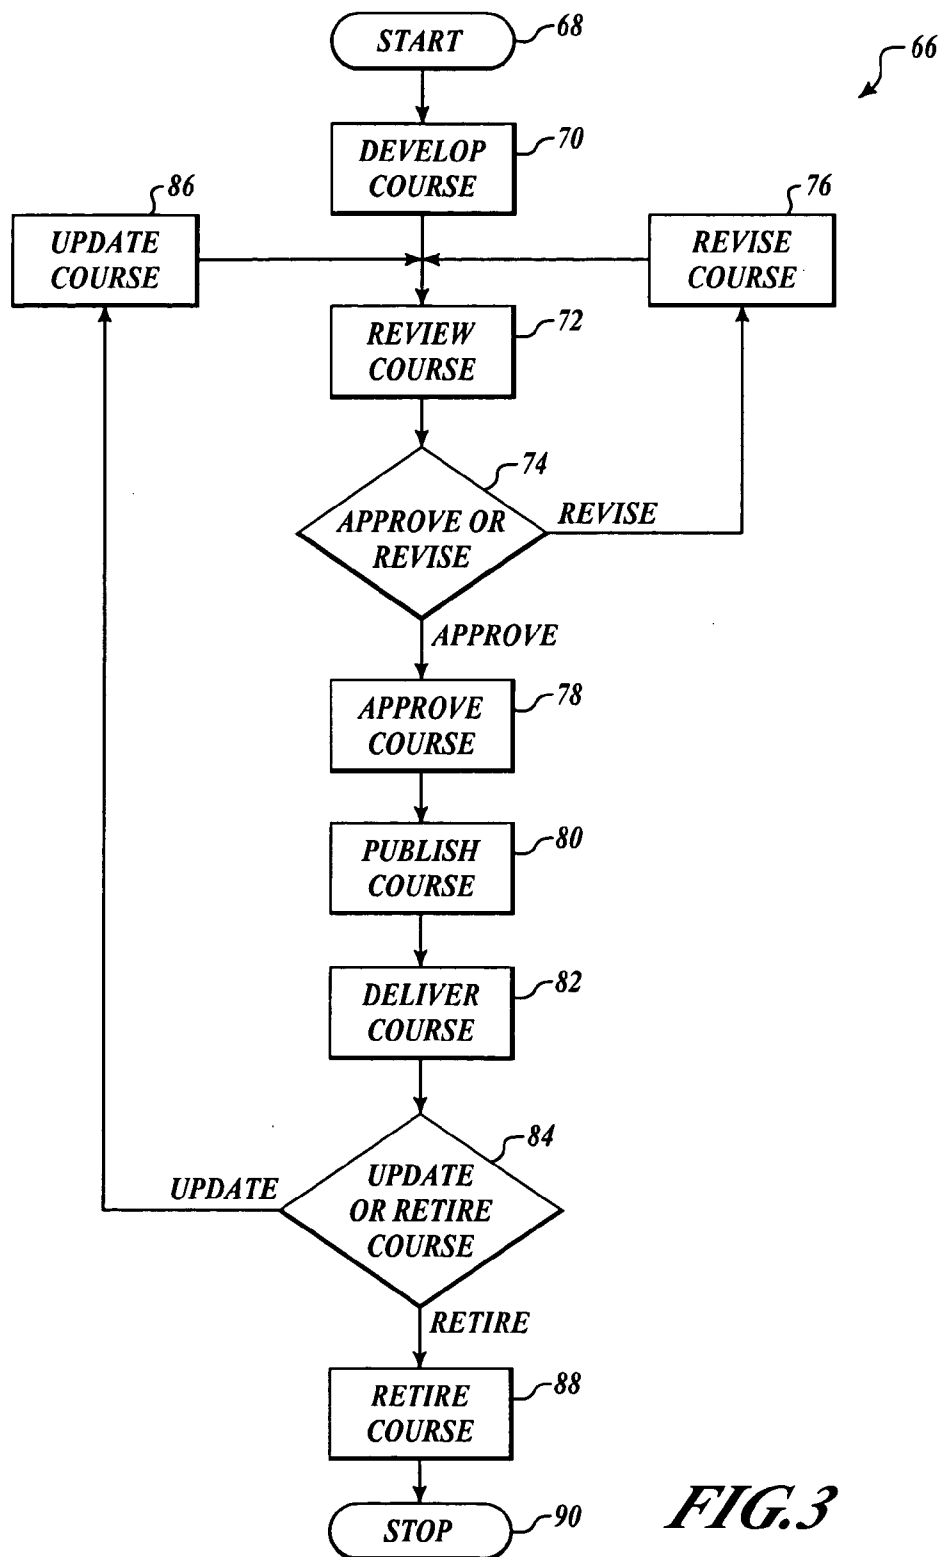 START
68
66
DEVELOP
COURSE
70
UPDATE
COURSE
86
REVISE
COURSE
76
REVIEW
COURSE
72
APPROVE OR
REVISE
74
REVISE
APPROVE
APPROVE
COURSE
78
PUBLISH
COURSE
80
DELIVER
COURSE
82
UPDATE
OR RETIRE
COURSE
84
UPDATE
RETIRE
RETIRE
COURSE
88
STOP
90
FIG.3